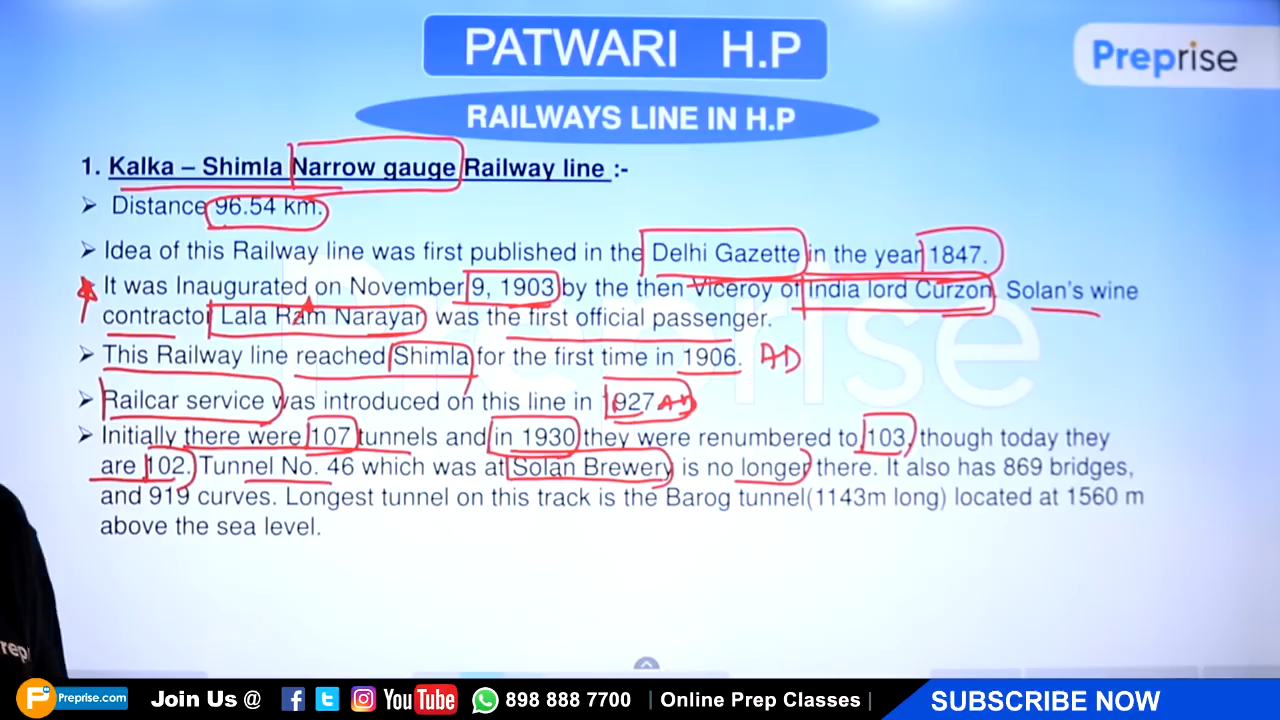 PATWARI H.P
Preprise
RAILWAYS LINE IN H.P
1. Kalka – Shimla Narrow gauge Railway line :-
➢ Distance 96.54 km.
➢ Idea of this Railway line was first published in the Delhi Gazette in the year 1847.
➢ It was Inaugurated on November 9, 1903 by the then Viceroy of India lord Curzon. Solan's wine
contractor Lala Ram Narayan was the first official passenger.
➢ This Railway line reached Shimla for the first time in 1906. AD
➢ Railcar service was introduced on this line in 1927 AD
➢ Initially there were 107 tunnels and in 1930 they were renumbered to 103, though today they
are 102. Tunnel No. 46 which was at Solan Brewery is no longer there. It also has 869 bridges,
and 919 curves. Longest tunnel on this track is the Barog tunnel(1143m long) located at 1560 m
above the sea level.
Preprise
rep
P Preprise.com Join Us @ YouTube 898 888 7700 | Online Prep Classes | SUBSCRIBE NOW